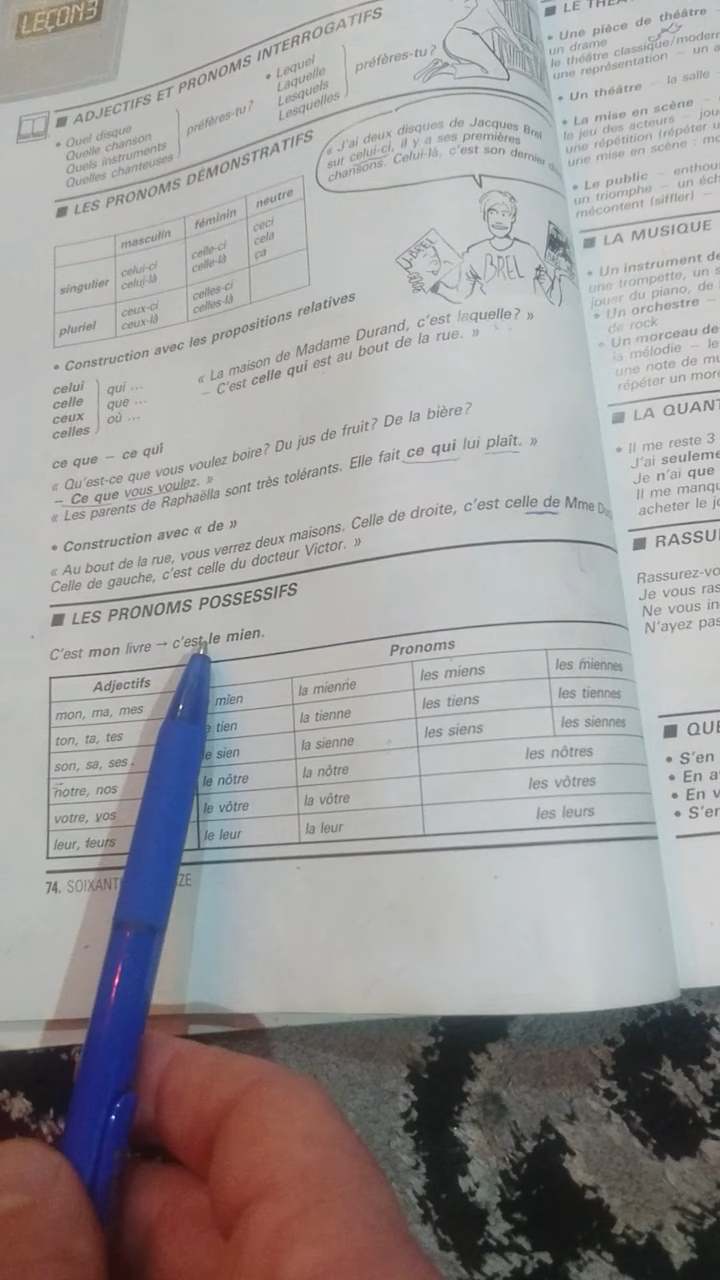 LEÇON 3
■ ADJECTIFS ET PRONOMS INTERROGATIFS
• Quel disque
Quelle chanson
Quels instruments
Quelles chanteuses
préfères-tu?
• Lequel
Laquelle
Lesquels
Lesquelles
préfères-tu?
■ LES PRONOMS DÉMONSTRATIFS
masculin féminin neutre
singulier celui-ci celle-ci ceci
celui-là celle-là cela
ça
pluriel ceux-ci celles-ci
ceux-là celles-là
« J'ai deux disques de Jacques Brel
sur celui-ci, il y a ses premières
chansons. Celui-là, c'est son dernier
J. BREL
BREL
• Construction avec les propositions relatives
celui
celle
ceux
celles
qui ...
que ...
où ...
« La maison de Madame Durand, c'est laquelle? »
– C'est celle qui est au bout de la rue. »
ce que – ce qui
« Qu'est-ce que vous voulez boire? Du jus de fruit? De la bière?
– Ce que vous voulez. »
« Les parents de Raphaëlla sont très tolérants. Elle fait ce qui lui plaît. »
• Construction avec « de »
« Au bout de la rue, vous verrez deux maisons. Celle de droite, c'est celle de Mme
Celle de gauche, c'est celle du docteur Victor. »
■ LES PRONOMS POSSESSIFS
C'est mon livre → c'est le mien.
Adjectifs Pronoms
mon, ma, mes mien la mienne les miens les miennes
ton, ta, tes tien la tienne les tiens les tiennes
son, sa, ses le sien la sienne les siens les siennes
notre, nos le nôtre la nôtre les nôtres
votre, vos le vôtre la vôtre les vôtres
leur, leurs le leur la leur les leurs
74. SOIXANT ZE
■ LE
• Une pièce de théâtre
un drame
le théâtre classique/moder
une représentation – un
• Un théâtre – la salle
• La mise en scène –
le jeu des acteurs – jou
une répétition (répéter u
une mise en scène : mo
• Le public – enthou
un triomphe – un éch
mécontent (siffler) –
■ LA MUSIQUE
• Un instrument de
une trompette, un s
jouer du piano, de
• Un orchestre –
de rock
• Un morceau de
la mélodie – le
une note de mu
répéter un mor
■ LA QUANT
• Il me reste 3
J'ai seuleme
Je n'ai que
Il me manqu
acheter le j
■ RASSU
Rassurez-vo
Je vous ras
Ne vous in
N'ayez pas
■ QUE
• S'en
• En a
• En v
• S'er